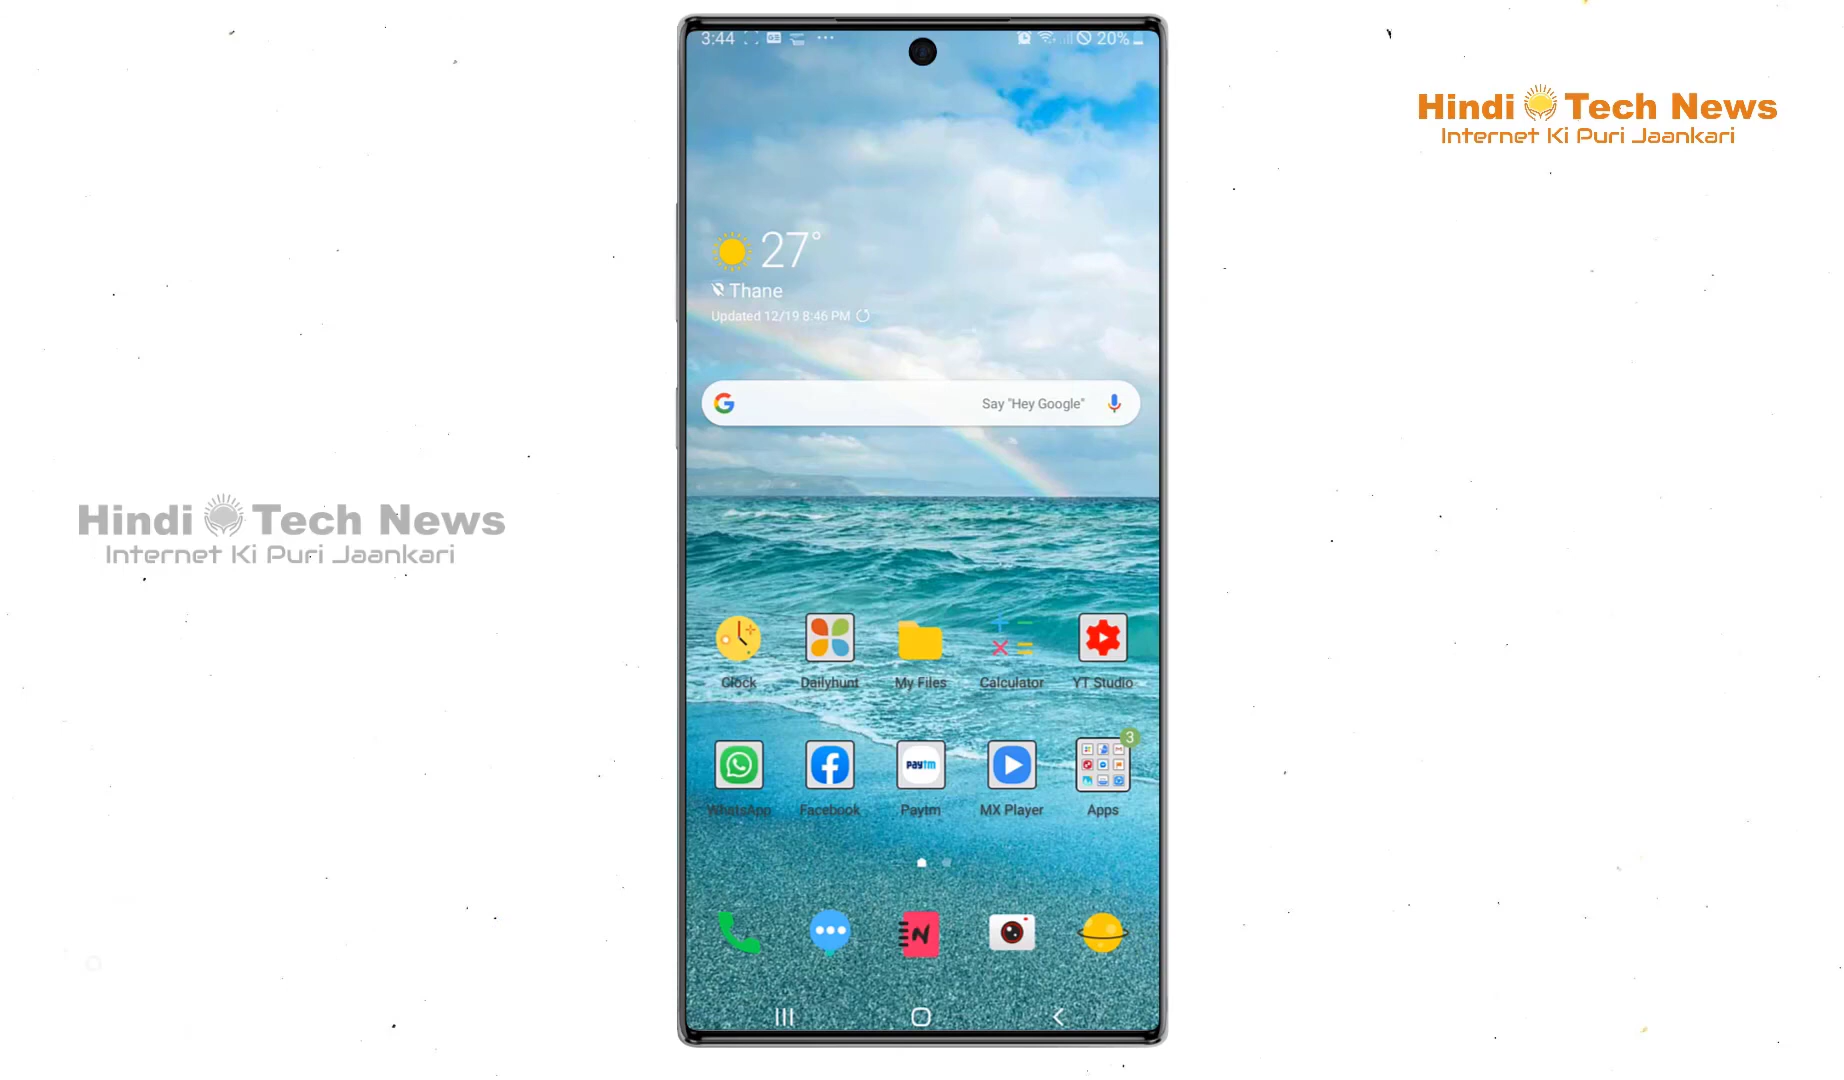 3:44
20%
Hindi Tech News
Internet Ki Puri Jaankari
27°
Thane
Updated 12/19 8:46 PM
G Say "Hey Google"
Hindi Tech News
Internet Ki Puri Jaankari
Clock Dailyhunt My Files Calculator YT Studio
paytm
3
WhatsApp Facebook Paytm MX Player Apps
N